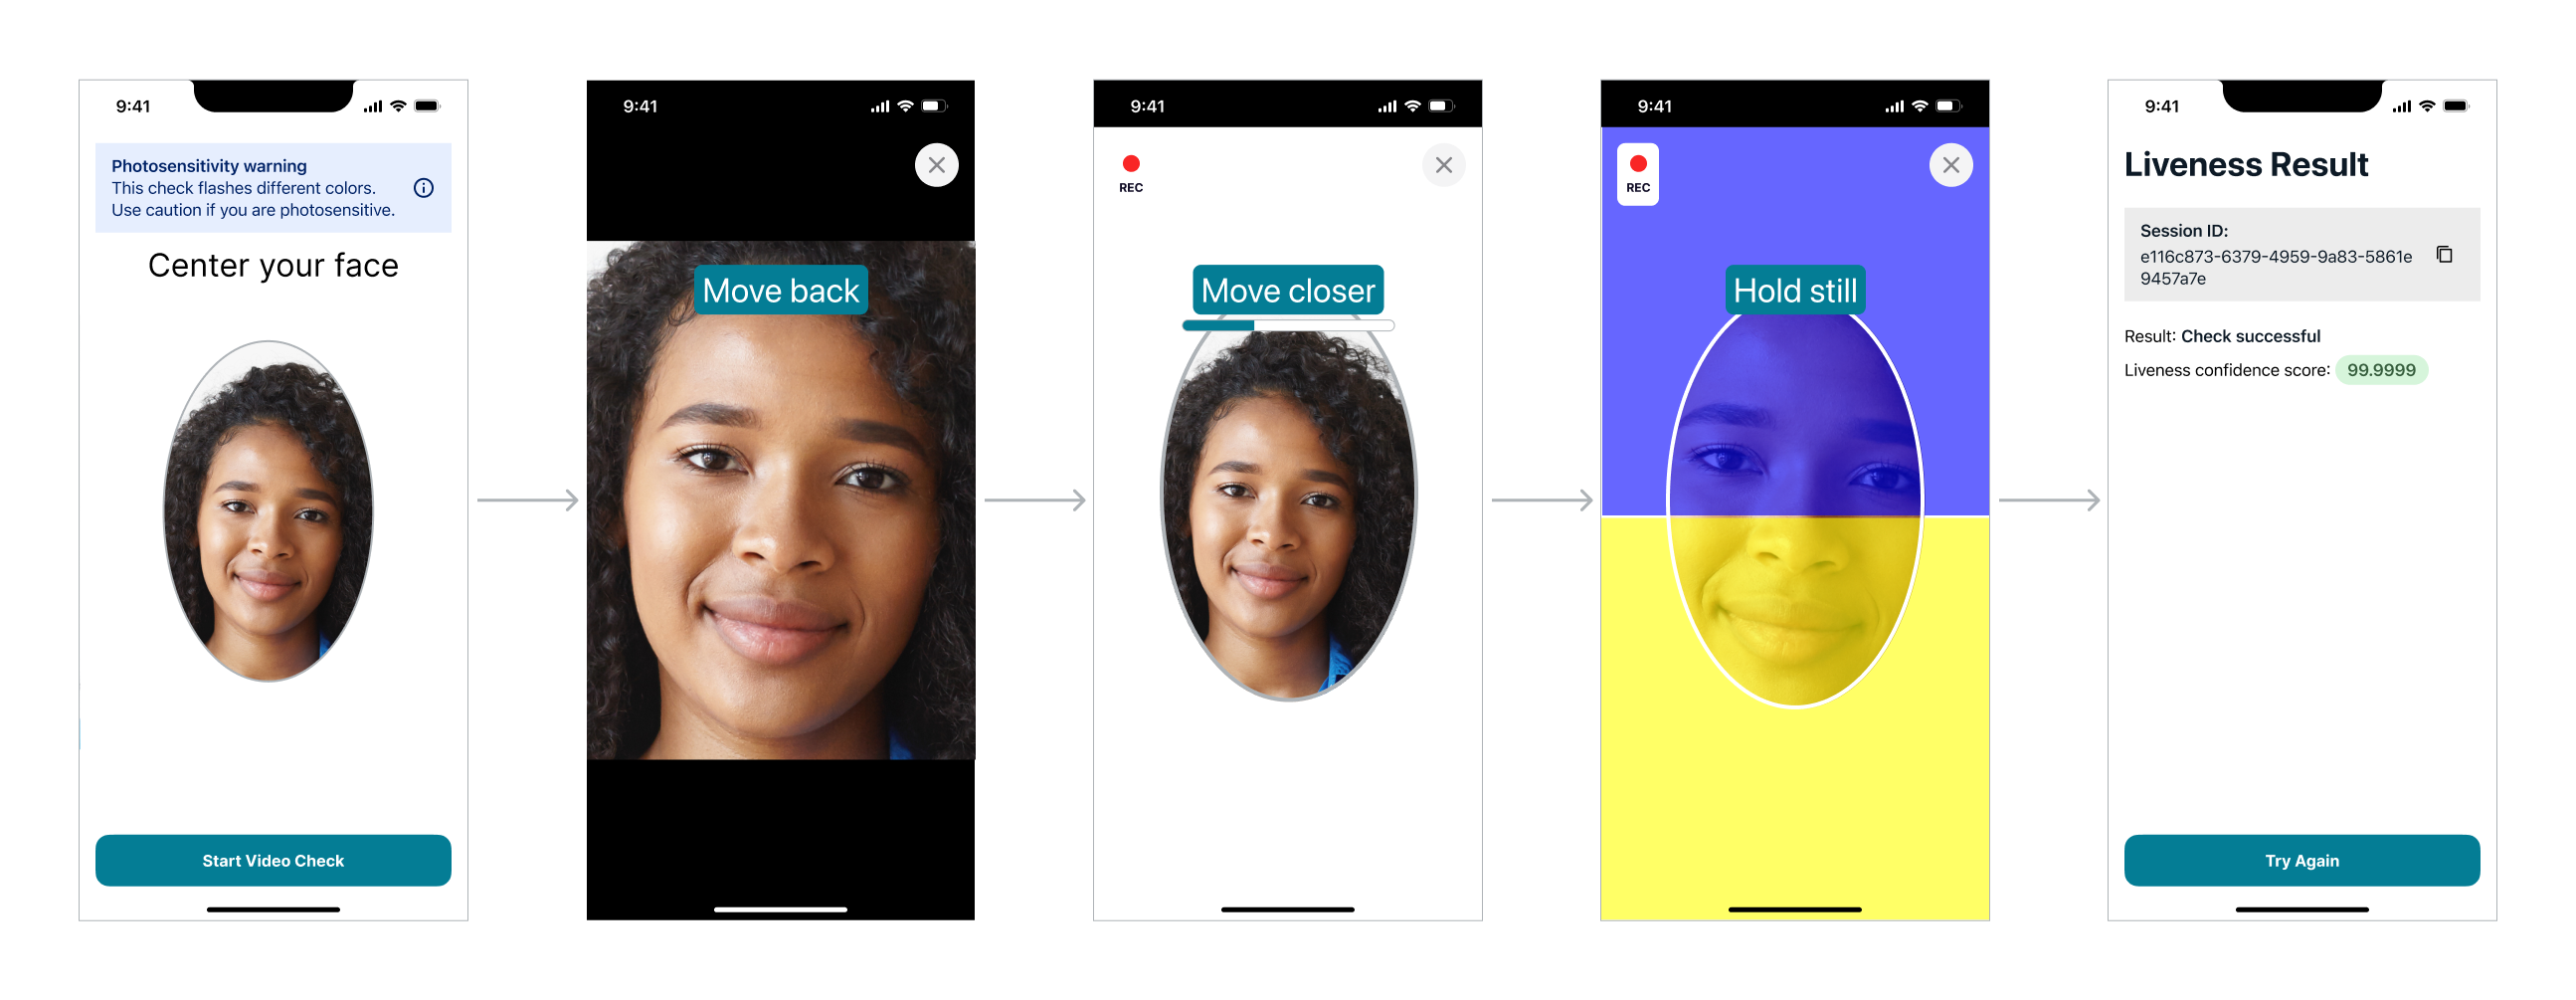 9:41
Photosensitivity warning
This check flashes different colors.
Use caution if you are photosensitive.
Center your face
Start Video Check
9:41
Move back
9:41
REC
Move closer
9:41
REC
Hold still
9:41
Liveness Result
Session ID:
e116c873-6379-4959-9a83-5861e
9457a7e
Result: Check successful
Liveness confidence score: 99.9999
Try Again